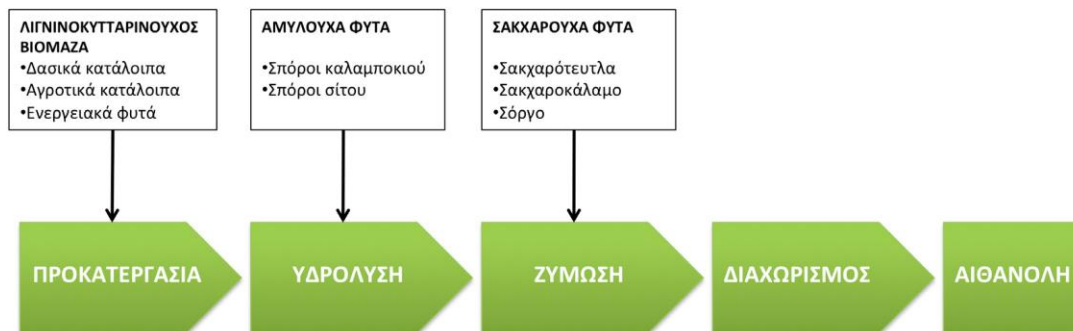 ΛΙΓΝΙΝΟΚΥΤΤΑΡΙΝΟΥΧΟΣ
ΒΙΟΜΑΖΑ
•Δασικά κατάλοιπα
•Αγροτικά κατάλοιπα
•Ενεργειακά φυτά
ΑΜΥΛΟΥΧΑ ΦΥΤΑ
•Σπόροι καλαμποκιού
•Σπόροι σίτου
ΣΑΚΧΑΡΟΥΧΑ ΦΥΤΑ
•Σακχαρότευτλα
•Σακχαροκάλαμο
•Σόργο
ΠΡΟΚΑΤΕΡΓΑΣΙΑ
ΥΔΡΟΛΥΣΗ
ΖΥΜΩΣΗ
ΔΙΑΧΩΡΙΣΜΟΣ
ΑΙΘΑΝΟΛΗ